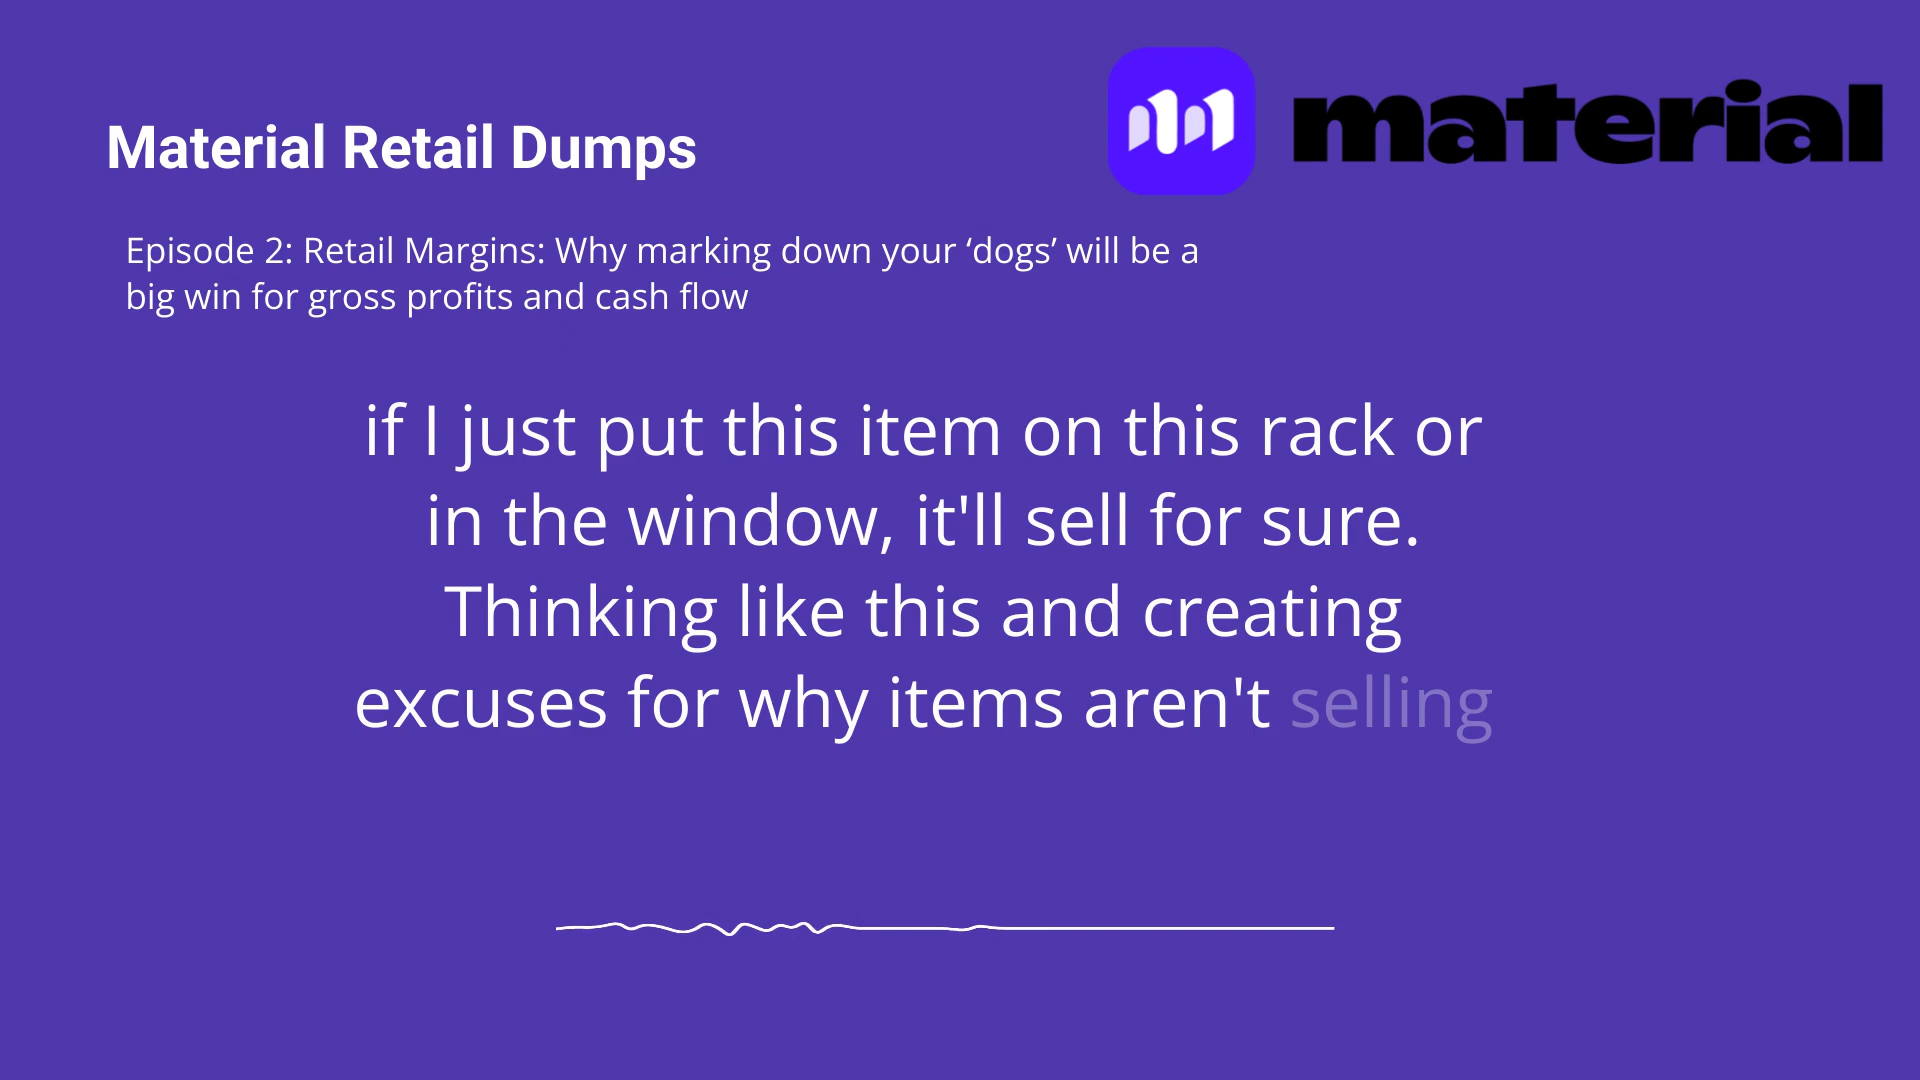 material
Material Retail Dumps
Episode 2: Retail Margins: Why marking down your ‘dogs’ will be a
big win for gross profits and cash flow
if I just put this item on this rack or
in the window, it'll sell for sure.
Thinking like this and creating
excuses for why items aren't selling